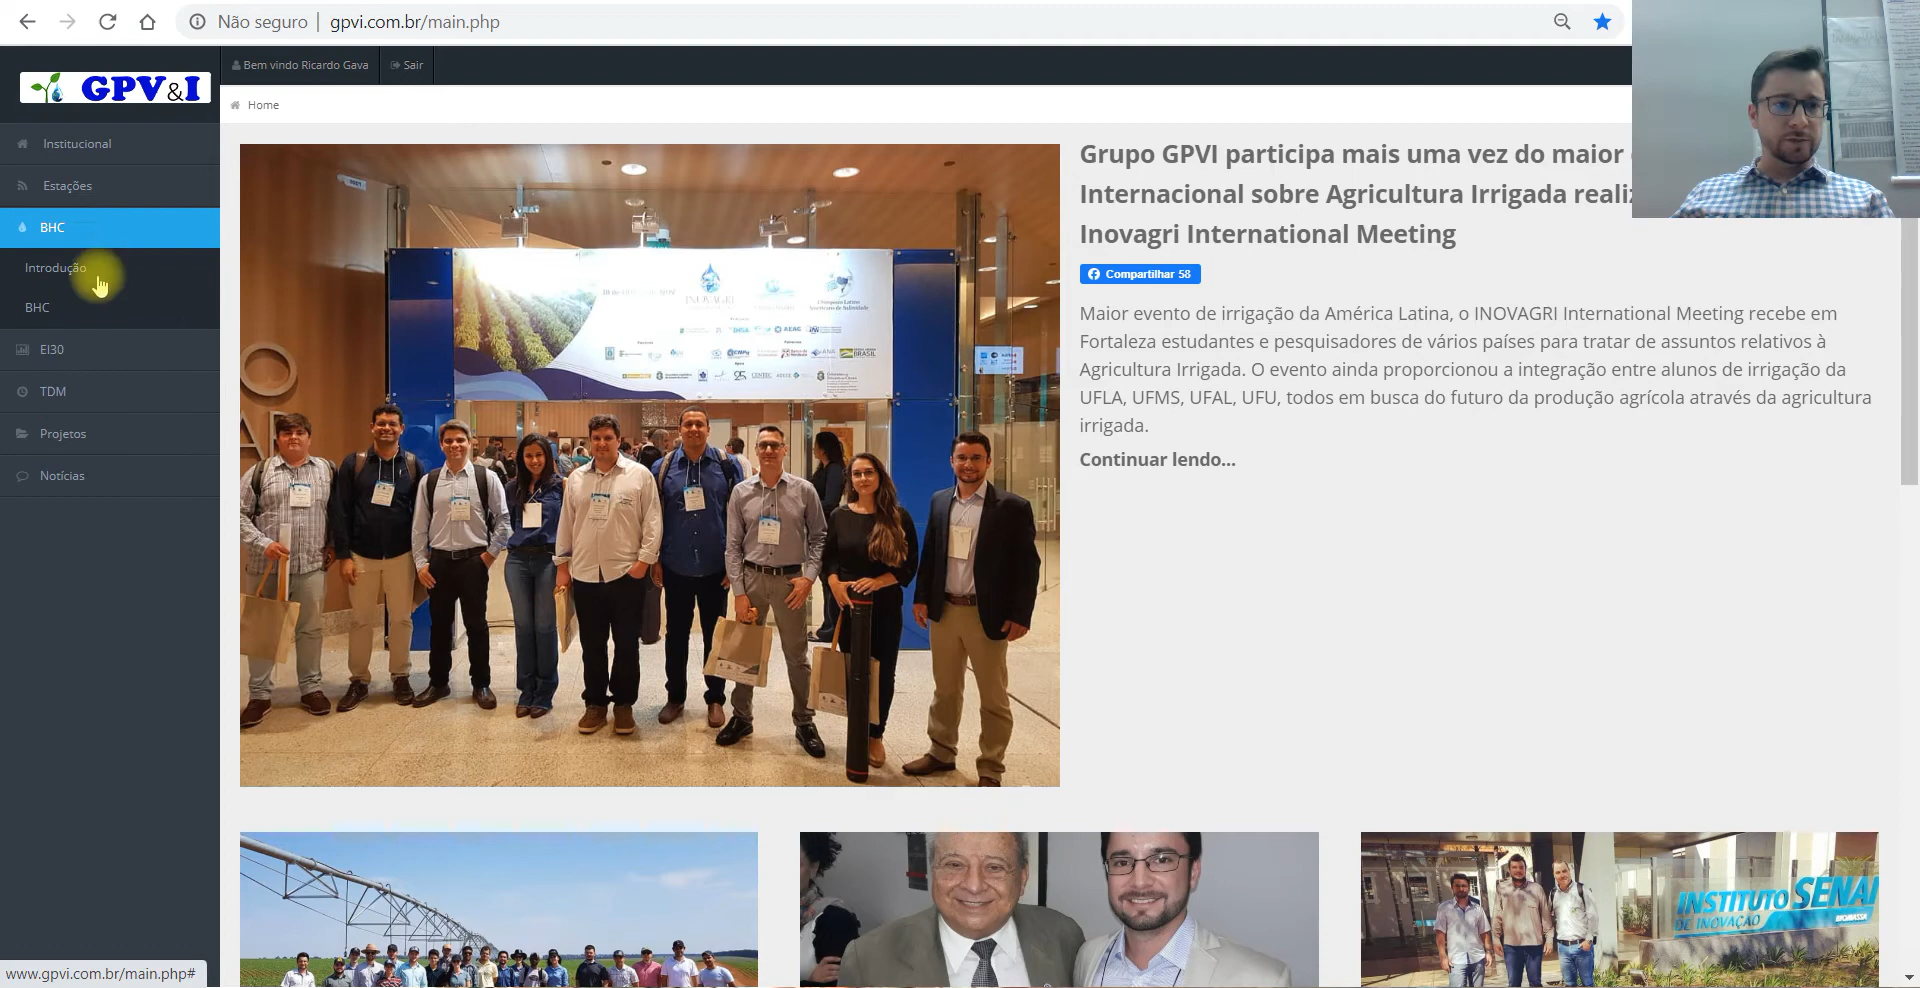 Não seguro | gpvi.com.br/main.php
GPV&I
Bem vindo Ricardo Gava
Sair
Home
Institucional
Estações
BHC
Introdução
BHC
EI30
TDM
Projetos
Notícias
Grupo GPVI participa mais uma vez do maior
Internacional sobre Agricultura Irrigada realiz
Inovagri International Meeting
Compartilhar 58
Maior evento de irrigação da América Latina, o INOVAGRI International Meeting recebe em
Fortaleza estudantes e pesquisadores de vários países para tratar de assuntos relativos à
Agricultura Irrigada. O evento ainda proporcionou a integração entre alunos de irrigação da
UFLA, UFMS, UFAL, UFU, todos em busca do futuro da produção agrícola através da agricultura
irrigada.
Continuar lendo...
INOVAGRI
INSTITUTO SENAI
DE INOVAÇÃO BIOMASSA
www.gpvi.com.br/main.php#